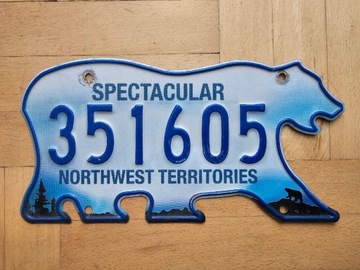 SPECTACULAR
351605
NORTHWEST TERRITORIES